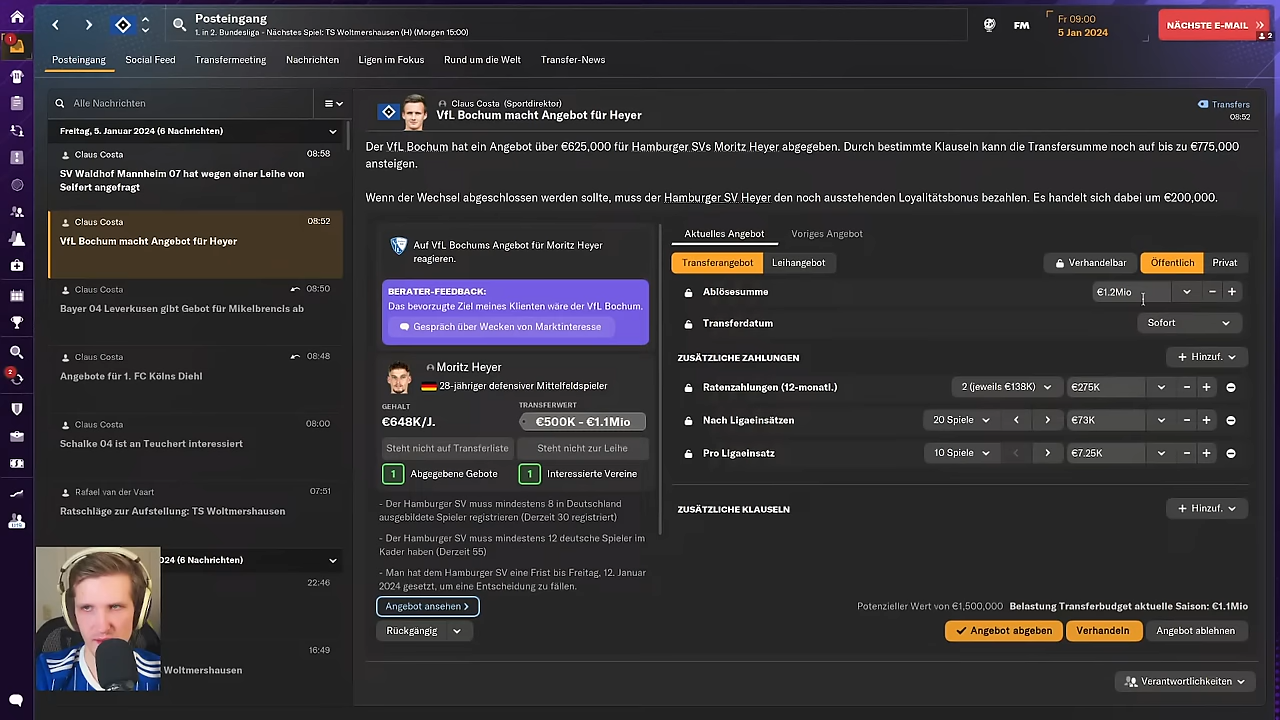 Posteingang
1. in 2. Bundesliga - Nächstes Spiel: TS Woltmershausen (H) (Morgen 15:00)
FM
Fr 09:00
5 Jan 2024
NÄCHSTE E-MAIL
2
1
Posteingang
Social Feed
Transfermeeting
Nachrichten
Ligen im Fokus
Rund um die Welt
Transfer-News
Alle Nachrichten
Freitag, 5. Januar 2024 (6 Nachrichten)
Claus Costa
08:58
SV Waldhof Mannheim 07 hat wegen einer Leihe von
Seifert angefragt
Claus Costa
08:52
VfL Bochum macht Angebot für Heyer
Claus Costa
08:50
Bayer 04 Leverkusen gibt Gebot für Mikelbrencis ab
Claus Costa
08:48
Angebote für 1. FC Kölns Diehl
2
Claus Costa
08:00
Schalke 04 ist an Teuchert interessiert
Rafael van der Vaart
07:51
Ratschläge zur Aufstellung: TS Woltmershausen
024 (6 Nachrichten)
22:46
16:49
Woltmershausen
Claus Costa (Sportdirektor)
VfL Bochum macht Angebot für Heyer
Transfers
08:52
Der VfL Bochum hat ein Angebot über €625,000 für Hamburger SVs Moritz Heyer abgegeben. Durch bestimmte Klauseln kann die Transfersumme noch auf bis zu €775,000
ansteigen.
Wenn der Wechsel abgeschlossen werden sollte, muss der Hamburger SV Heyer den noch ausstehenden Loyalitätsbonus bezahlen. Es handelt sich dabei um €200,000.
Auf VfL Bochums Angebot für Moritz Heyer
reagieren.
BERATER-FEEDBACK:
Das bevorzugte Ziel meines Klienten wäre der VfL Bochum.
Gespräch über Wecken von Marktinteresse
Moritz Heyer
28-jähriger defensiver Mittelfeldspieler
GEHALT
TRANSFERWERT
€648K/J.
€500K - €1.1Mio
Steht nicht auf Transferliste
Steht nicht zur Leihe
1 Abgegebene Gebote
1 Interessierte Vereine
- Der Hamburger SV muss mindestens 8 in Deutschland
ausgebildete Spieler registrieren (Derzeit 30 registriert)
- Der Hamburger SV muss mindestens 12 deutsche Spieler im
Kader haben (Derzeit 55)
- Man hat dem Hamburger SV eine Frist bis Freitag, 12. Januar
2024 gesetzt, um eine Entscheidung zu fällen.
Angebot ansehen >
Rückgängig
Aktuelles Angebot
Voriges Angebot
Transferangebot
Leihangebot
Verhandelbar
Öffentlich
Privat
Ablösesumme
€1.2Mio
Transferdatum
Sofort
ZUSÄTZLICHE ZAHLUNGEN
+ Hinzuf.
Ratenzahlungen (12-monatl.)
2 (jeweils €138K)
€275K
Nach Ligaeinsätzen
20 Spiele
€73K
Pro Ligaeinsatz
10 Spiele
€7.25K
ZUSÄTZLICHE KLAUSELN
+ Hinzuf.
Potenzieller Wert von €1,500,000
Belastung Transferbudget aktuelle Saison: €1.1Mio
Angebot abgeben
Verhandeln
Angebot ablehnen
Verantwortlichkeiten